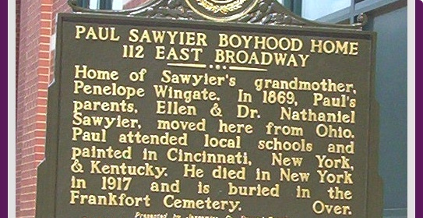 PAUL SAWYIER BOYHOOD HOME
112 EAST BROADWAY
Home of Sawyier's grandmother,
Penelope Wingate. In 1869, Paul's
parents, Ellen & Dr. Nathaniel
Sawyier, moved here from Ohio.
Paul attended local schools and
painted in Cincinnati, New York,
& Kentucky. He died in New York
in 1917 and is buried in the
Frankfort Cemetery. Over.
Presented by